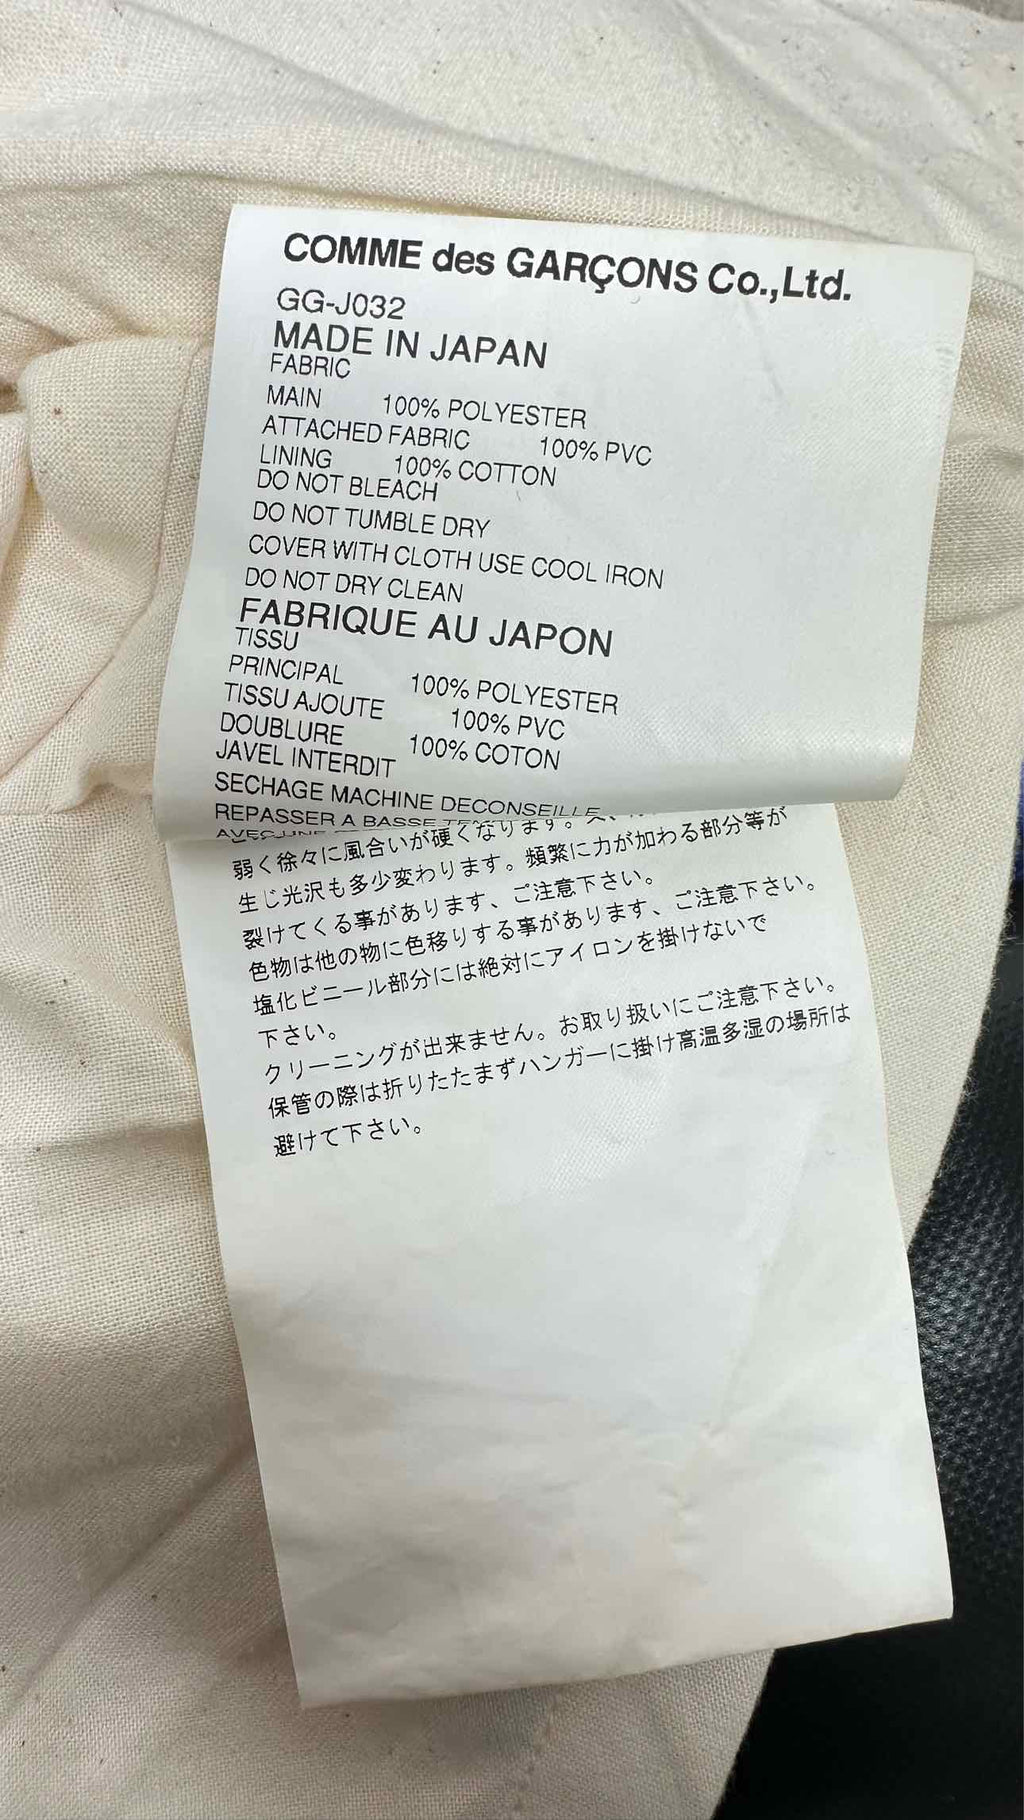 COMME des GARÇONS Co.,Ltd.
GG-J032
MADE IN JAPAN
FABRIC
MAIN 100% POLYESTER
ATTACHED FABRIC 100% PVC
LINING 100% COTTON
DO NOT BLEACH
DO NOT TUMBLE DRY
COVER WITH CLOTH USE COOL IRON
DO NOT DRY CLEAN
FABRIQUE AU JAPON
TISSU
PRINCIPAL 100% POLYESTER
TISSU AJOUTE 100% PVC
DOUBLURE 100% COTON
JAVEL INTERDIT
SECHAGE MACHINE DECONSEILLE
REPASSER A BASSE
AVEC UNE
弱く徐々に風合いが硬くなります。
生じ光沢も多少変わります。頻繁に力が加わる部分等が
裂けてくる事があります、ご注意下さい。
色物は他の物に色移りする事があります、ご注意下さい。
塩化ビニール部分には絶対にアイロンを掛けないで
下さい。
クリーニングが出来ません。お取り扱いにご注意下さい。
保管の際は折りたたまずハンガーに掛け高温多湿の場所は
避けて下さい。